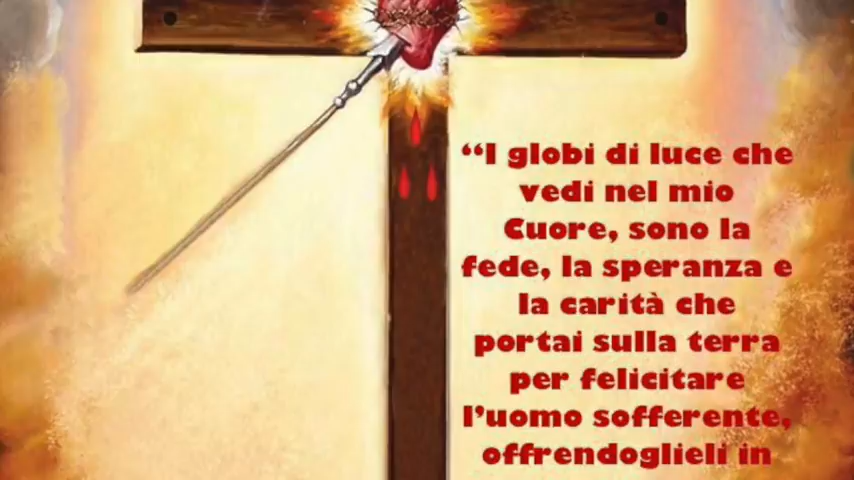 “I globi di luce che
vedi nel mio
Cuore, sono la
fede, la speranza e
la carità che
portai sulla terra
per felicitare
l’uomo sofferente,
offrendoglieli in